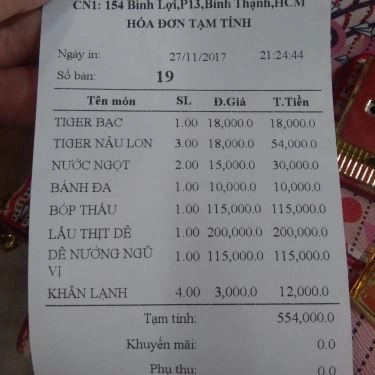 CN1: 154 Bình Lợi,P13,Bình Thạnh,HCM
HÓA ĐƠN TẠM TÍNH
Ngày in: 27/11/2017 21:24:44
Số bàn: 19
Tên món SL Đ.Giá T.Tiền
TIGER BẠC 1.00 18,000.0 18,000.0
TIGER NÂU LON 3.00 18,000.0 54,000.0
NƯỚC NGỌT 2.00 15,000.0 30,000.0
BÁNH ĐA 1.00 10,000.0 10,000.0
BÓP THẤU 1.00 115,000.0 115,000.0
LẨU THỊT DÊ 1.00 200,000.0 200,000.0
DÊ NƯỚNG NGŨ 1.00 115,000.0 115,000.0
VỊ
KHĂN LẠNH 4.00 3,000.0 12,000.0
Tạm tính: 554,000.0
Khuyến mãi: 0.0
Phụ thu: 0.0